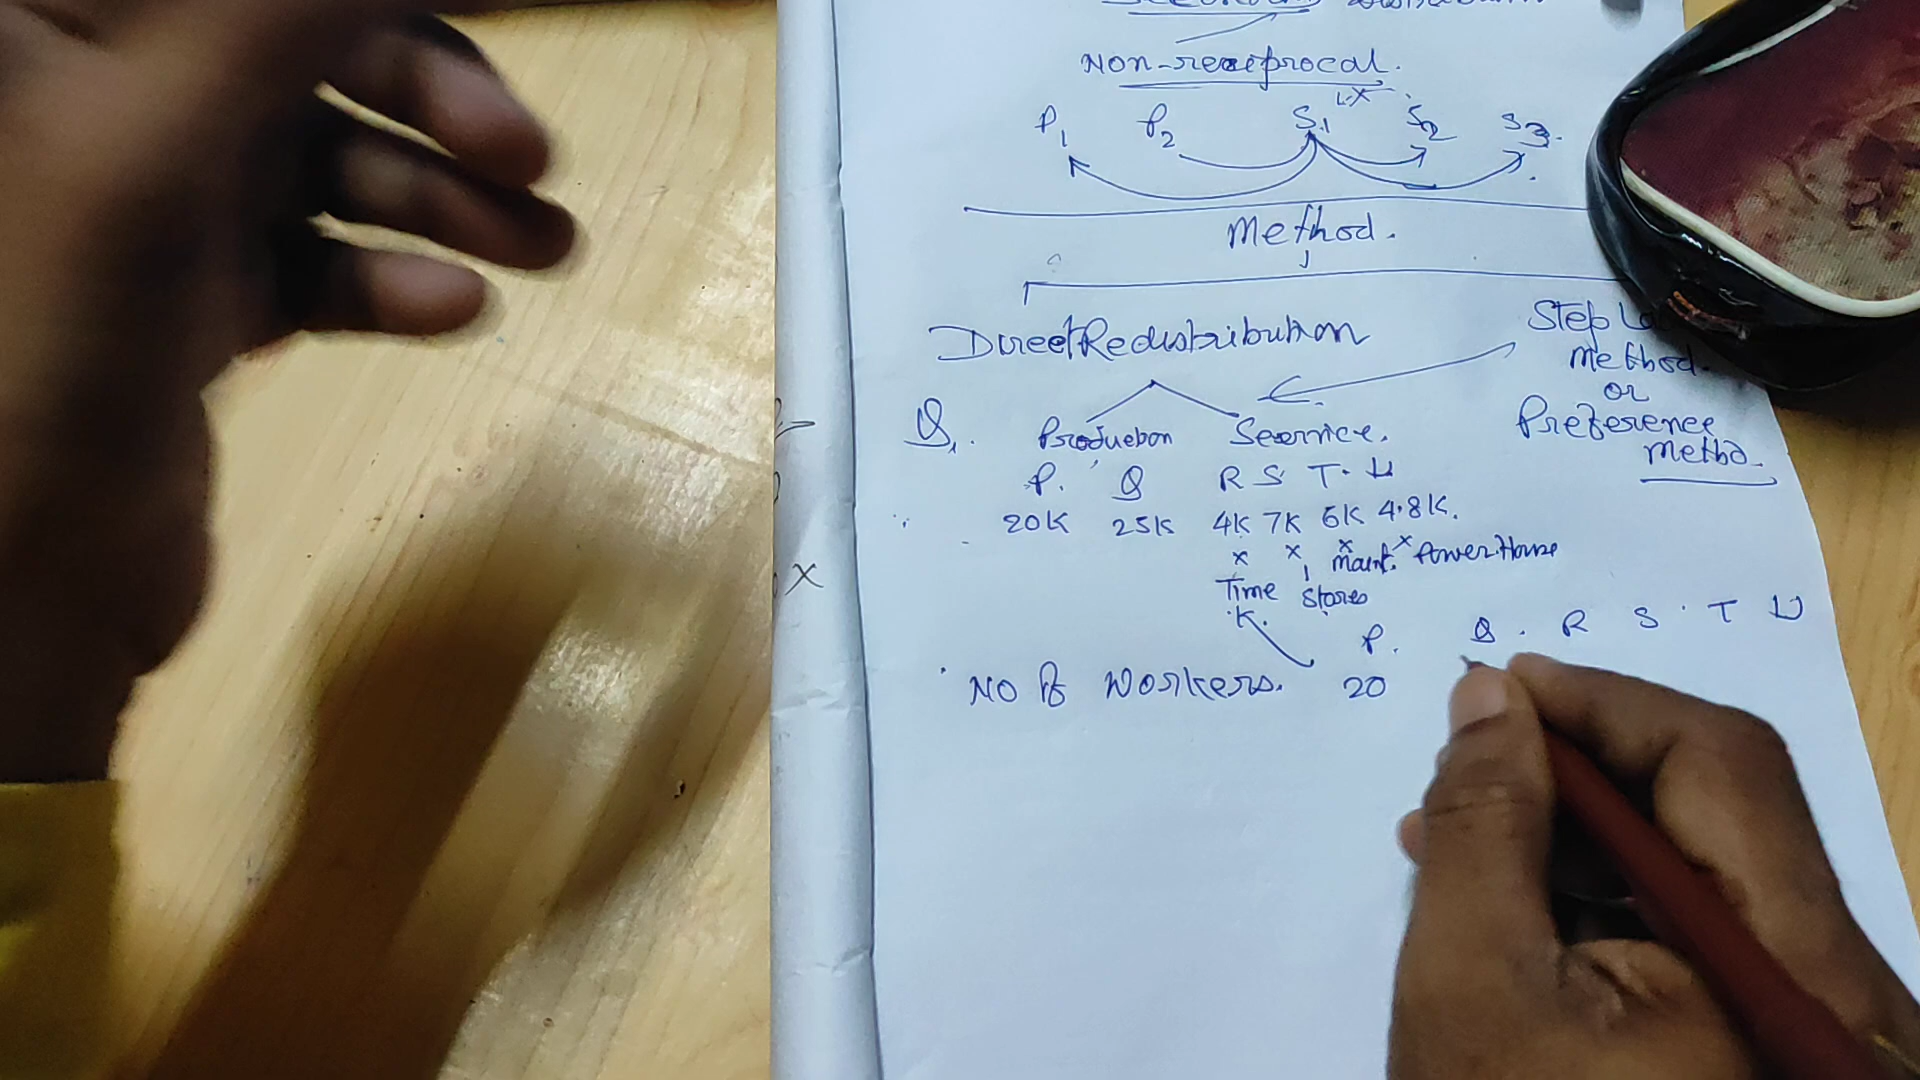 Non-reciprocal.
P1 P2 S1 S2 S3.
Method.
Direct Redistribution
Step
Method.
or
Preference
Metho.
Q1. Production Service.
P. Q R S T. U
20K 25K 4K 7K 6K 4.8K.
x x x x
Maint. Power House
Time Stores
K.
P. Q. R S T U
NO of Workers. 20